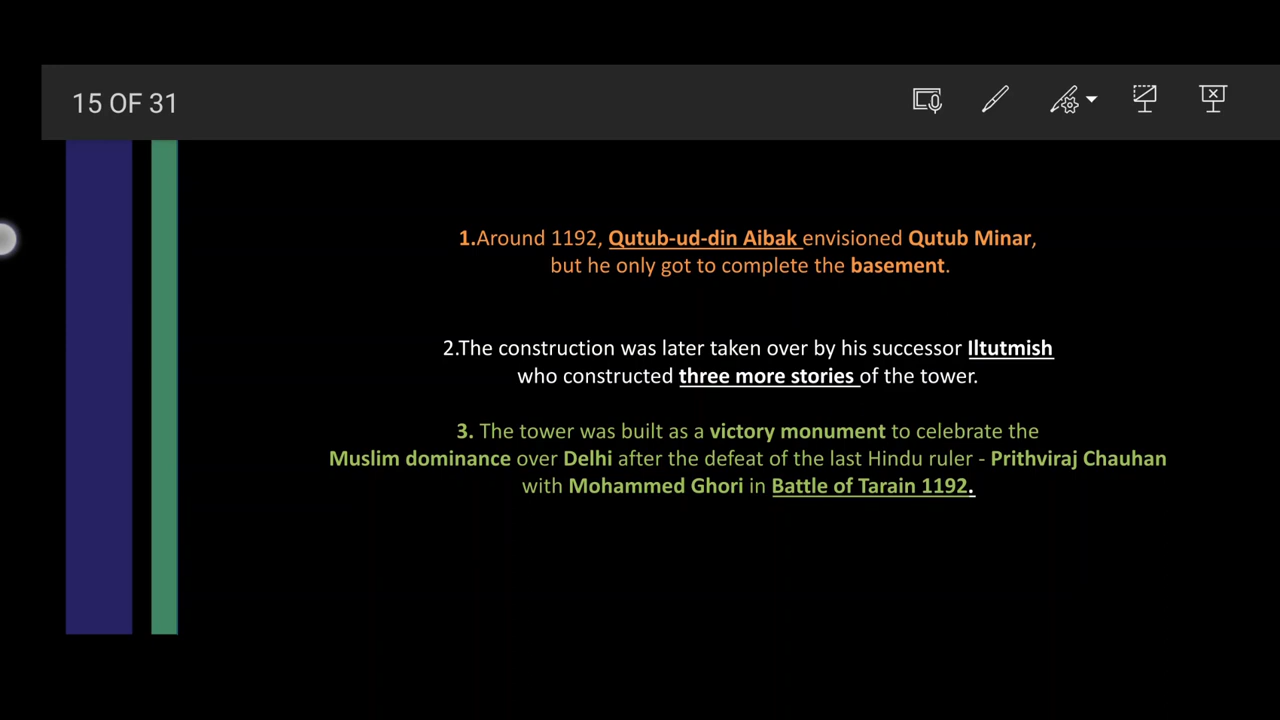 15 OF 31
1.Around 1192, Qutub-ud-din Aibak envisioned Qutub Minar,
but he only got to complete the basement.
2.The construction was later taken over by his successor Iltutmish
who constructed three more stories of the tower.
3. The tower was built as a victory monument to celebrate the
Muslim dominance over Delhi after the defeat of the last Hindu ruler - Prithviraj Chauhan
with Mohammed Ghori in Battle of Tarain 1192.